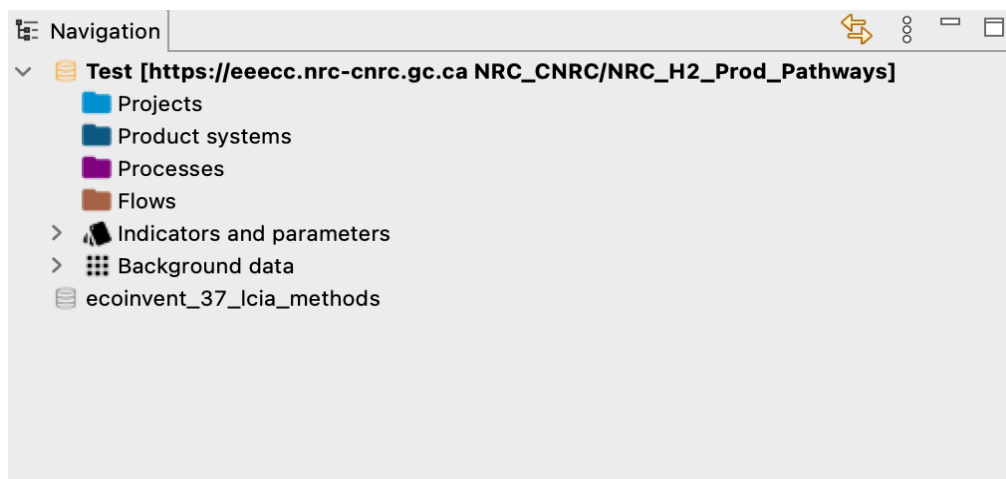 Navigation
Test [https://eeecc.nrc-cnrc.gc.ca NRC_CNRC/NRC_H2_Prod_Pathways]
Projects
Product systems
Processes
Flows
Indicators and parameters
Background data
ecoinvent_37_lcia_methods